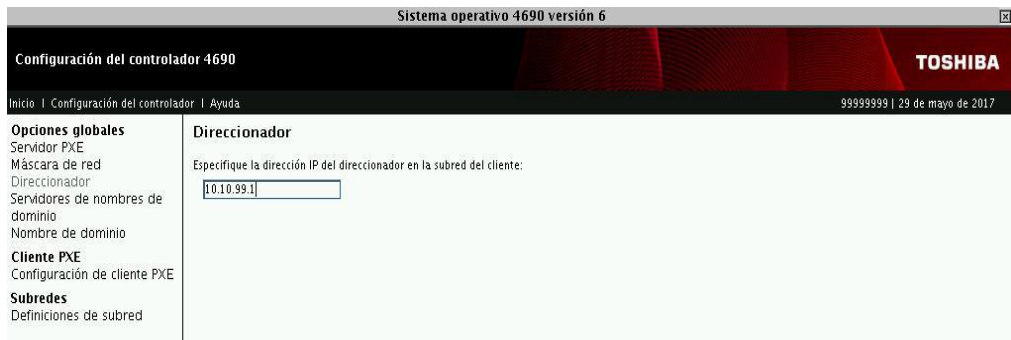 Sistema operativo 4690 versión 6
Configuración del controlador 4690
TOSHIBA
Inicio | Configuración del controlador | Ayuda
99999999 | 29 de mayo de 2017
Opciones globales
Servidor PXE
Máscara de red
Direccionador
Servidores de nombres de
dominio
Nombre de dominio
Cliente PXE
Configuración de cliente PXE
Subredes
Definiciones de subred
Direccionador
Especifique la dirección IP del direccionador en la subred del cliente:
10.10.99.1